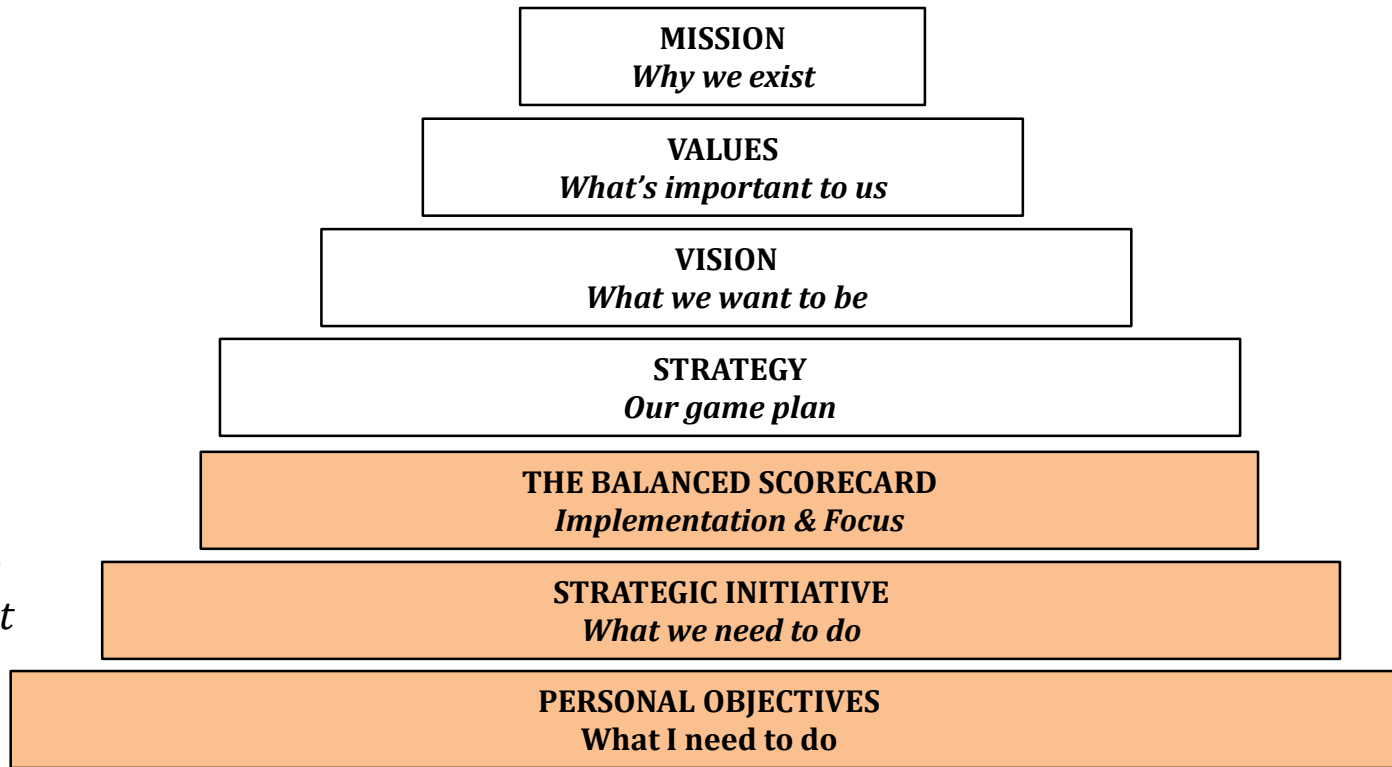 MISSION
Why we exist
VALUES
What’s important to us
VISION
What we want to be
STRATEGY
Our game plan
THE BALANCED SCORECARD
Implementation & Focus
STRATEGIC INITIATIVE
What we need to do
PERSONAL OBJECTIVES
What I need to do